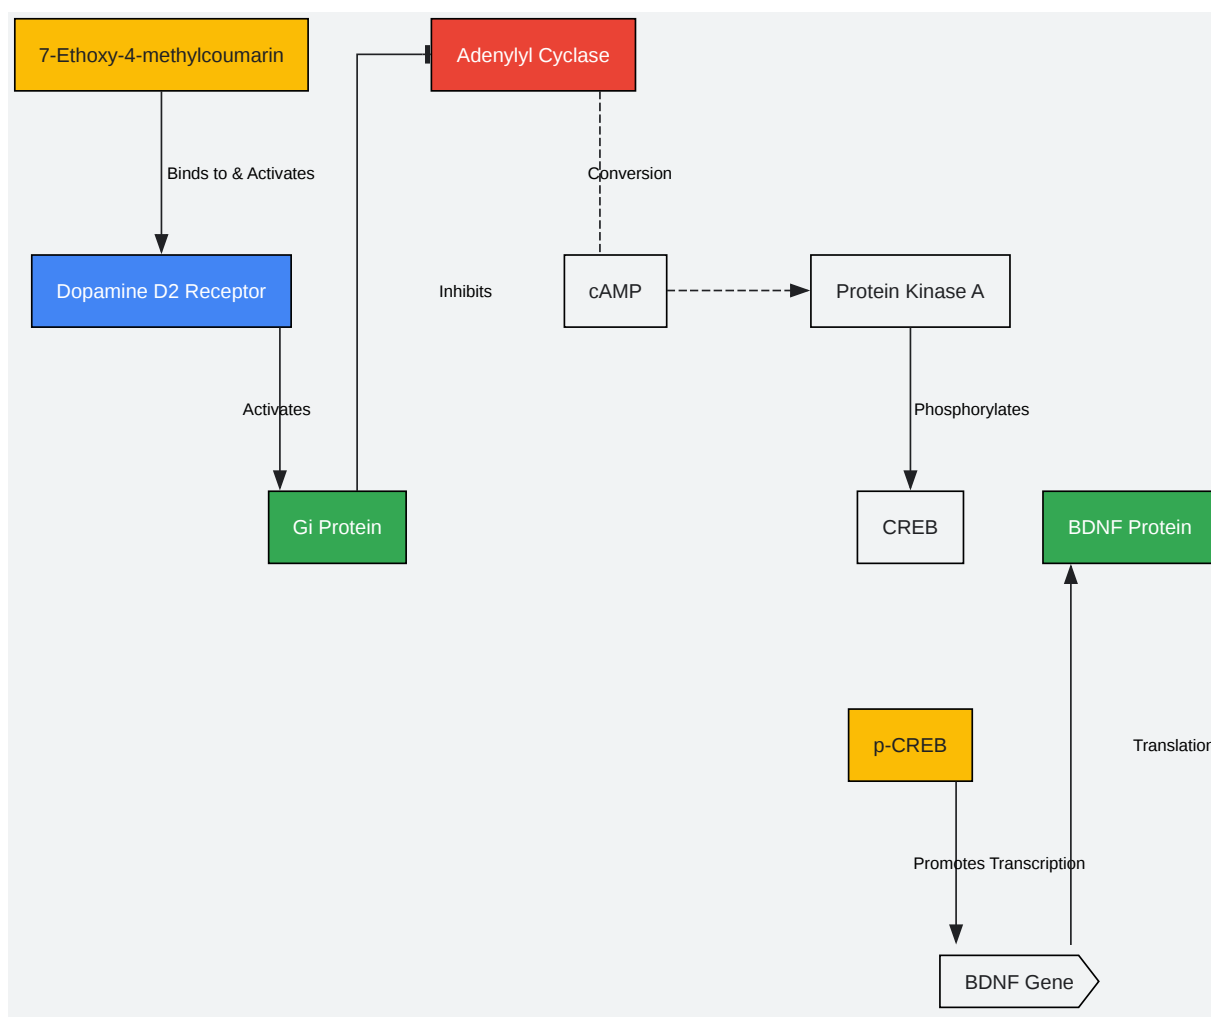 7-Ethoxy-4-methylcoumarin
Adenylyl Cyclase
Binds to & Activates
Conversion
Dopamine D2 Receptor
Inhibits
cAMP
Protein Kinase A
Activates
Phosphorylates
Gi Protein
CREB
BDNF Protein
p-CREB
Translation
Promotes Transcription
BDNF Gene